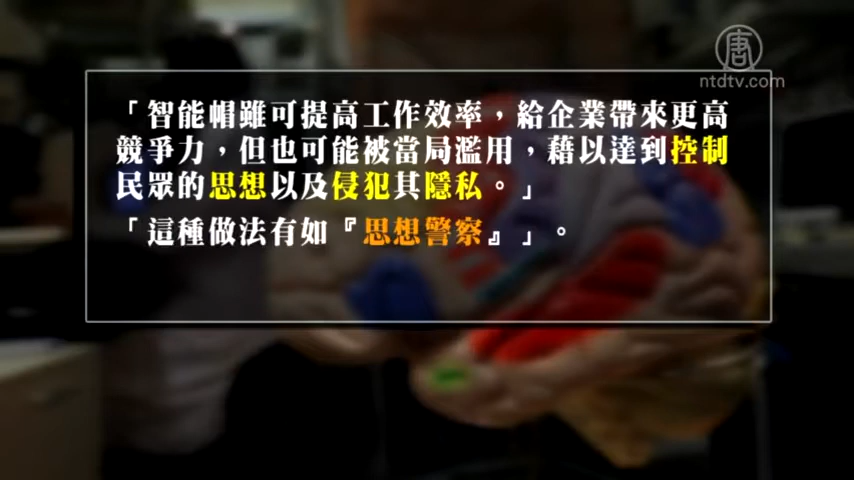 唐
ntdtv.com
「智能帽雖可提高工作效率，給企業帶來更高
競爭力，但也可能被當局濫用，藉以達到控制
民眾的思想以及侵犯其隱私。」
「這種做法有如『思想警察』」。